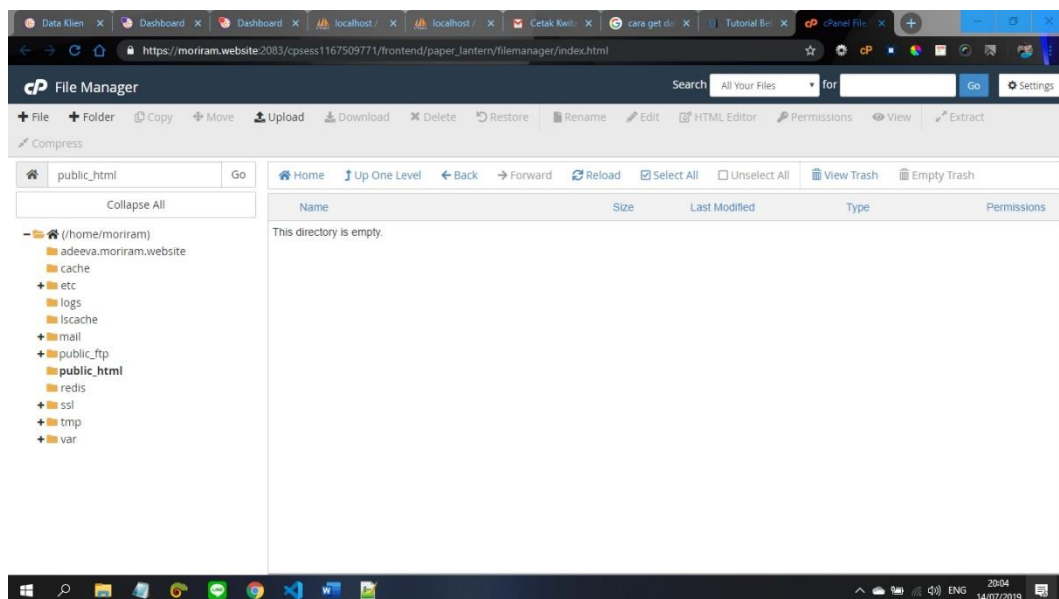 Data Klien
Dashboard
Dashboard
localhost /
localhost /
Cetak Kwita
cara get da
Tutorial Bel
cPanel File
https://moriram.website:2083/cpsess1167509771/frontend/paper_lantern/filemanager/index.html
cP File Manager
Search All Your Files for Go Settings
+ File + Folder Copy Move Upload Download Delete Restore Rename Edit HTML Editor Permissions View Extract
Compress
public_html Go Home Up One Level Back Forward Reload Select All Unselect All View Trash Empty Trash
Collapse All
Name Size Last Modified Type Permissions
This directory is empty.
(/home/moriram)
adeeva.moriram.website
cache
etc
logs
lscache
mail
public_ftp
public_html
redis
ssl
tmp
var
ENG
20:04
14/07/2019